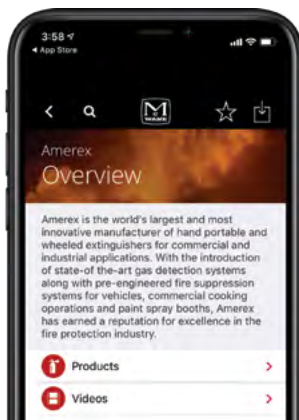 3:58
App Store
M
WARE
Amerex
Overview
Amerex is the world's largest and most
innovative manufacturer of hand portable and
wheeled extinguishers for commercial and
industrial applications. With the introduction
of state-of the-art gas detection systems
along with pre-engineered fire suppression
systems for vehicles, commercial cooking
operations and paint spray booths, Amerex
has earned a reputation for excellence in the
fire protection industry.
Products
Videos